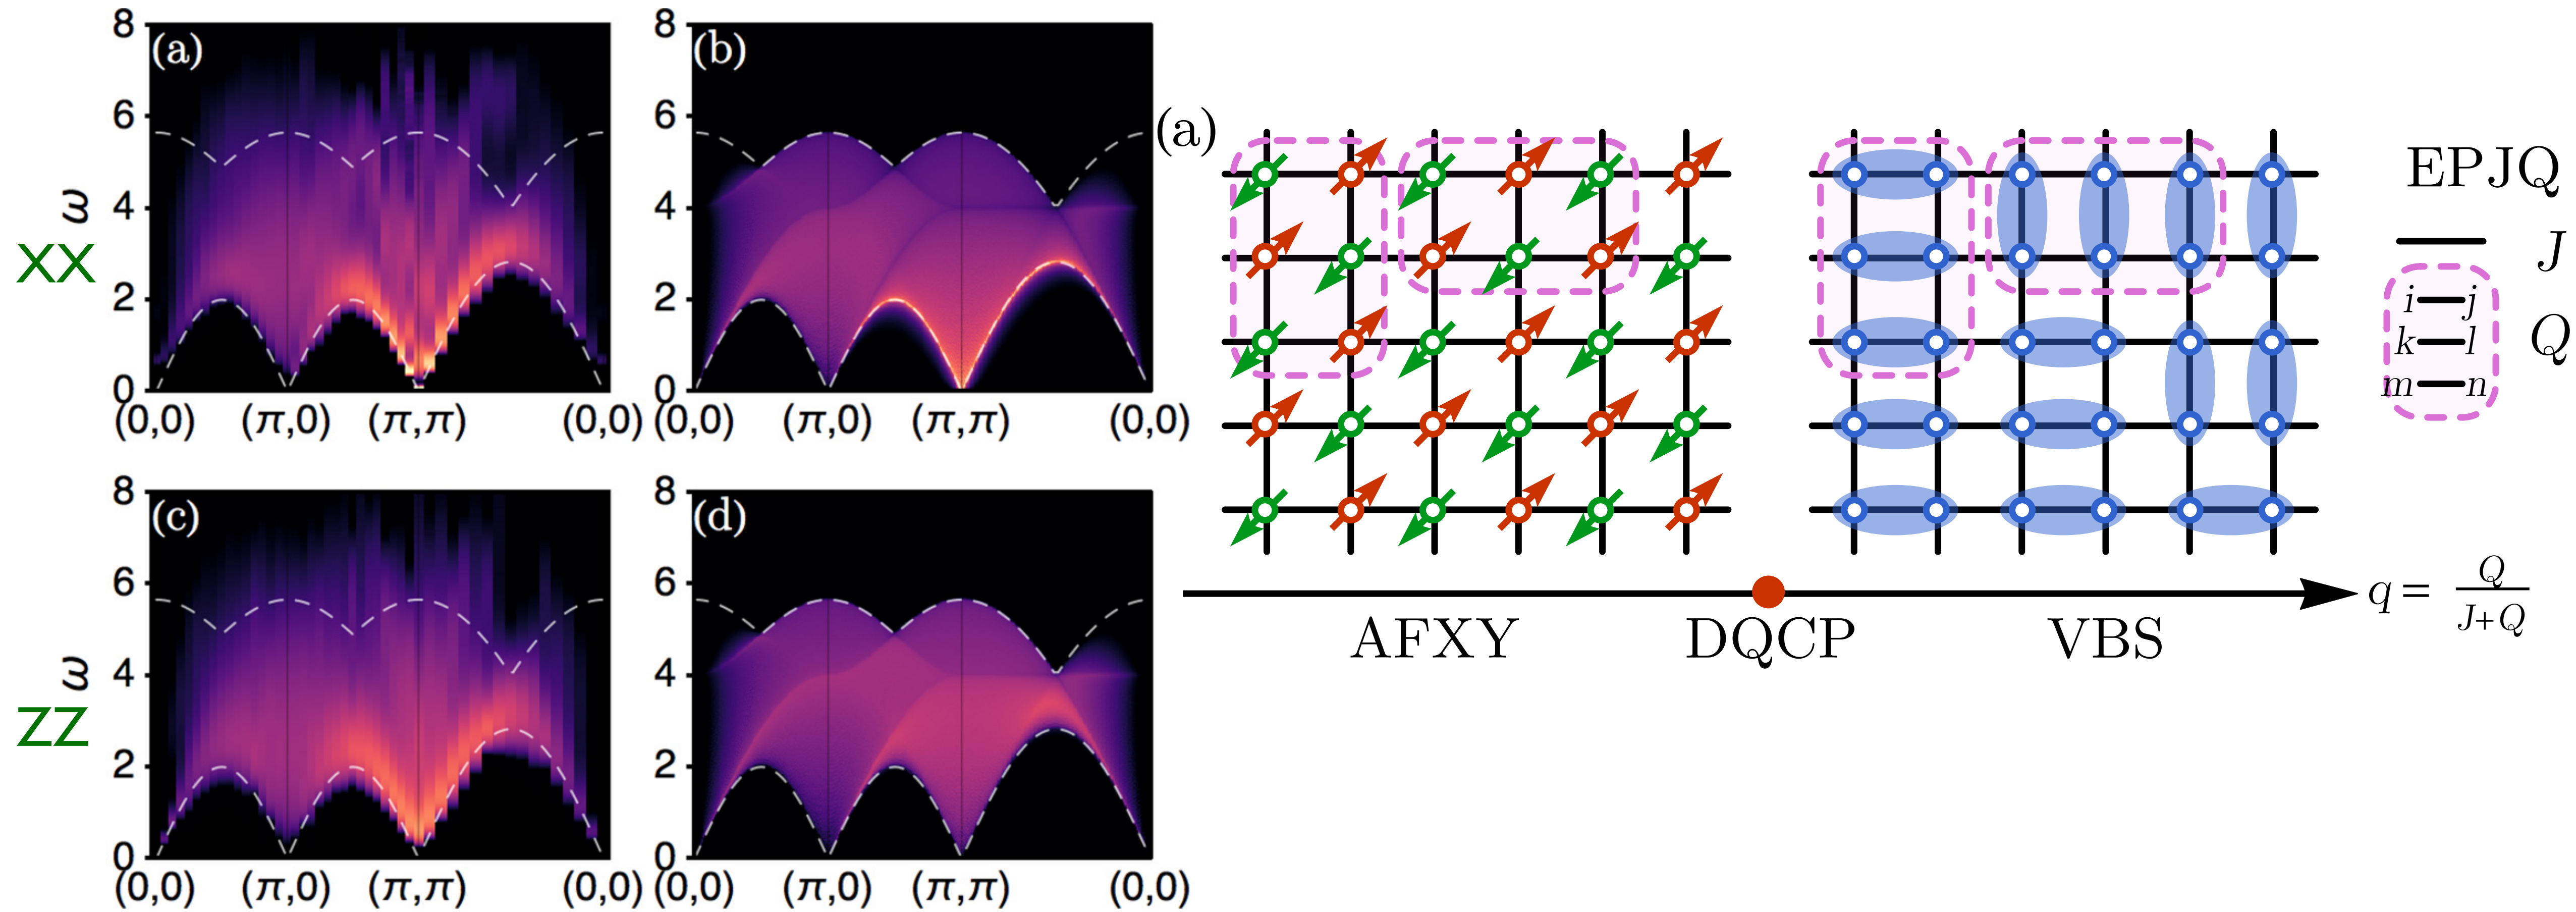 (a)
8
6
4
2
0
ω
XX
(0,0) (π,0) (π,π) (0,0)
(b)
8
6
4
2
0
(0,0) (π,0) (π,π) (0,0)
(c)
8
6
4
2
0
ω
ZZ
(0,0) (π,0) (π,π) (0,0)
(d)
8
6
4
2
0
(0,0) (π,0) (π,π) (0,0)
(a)
EPJQ
J
i j
k l
m n
Q
AFXY DQCP VBS
q = Q / J+Q